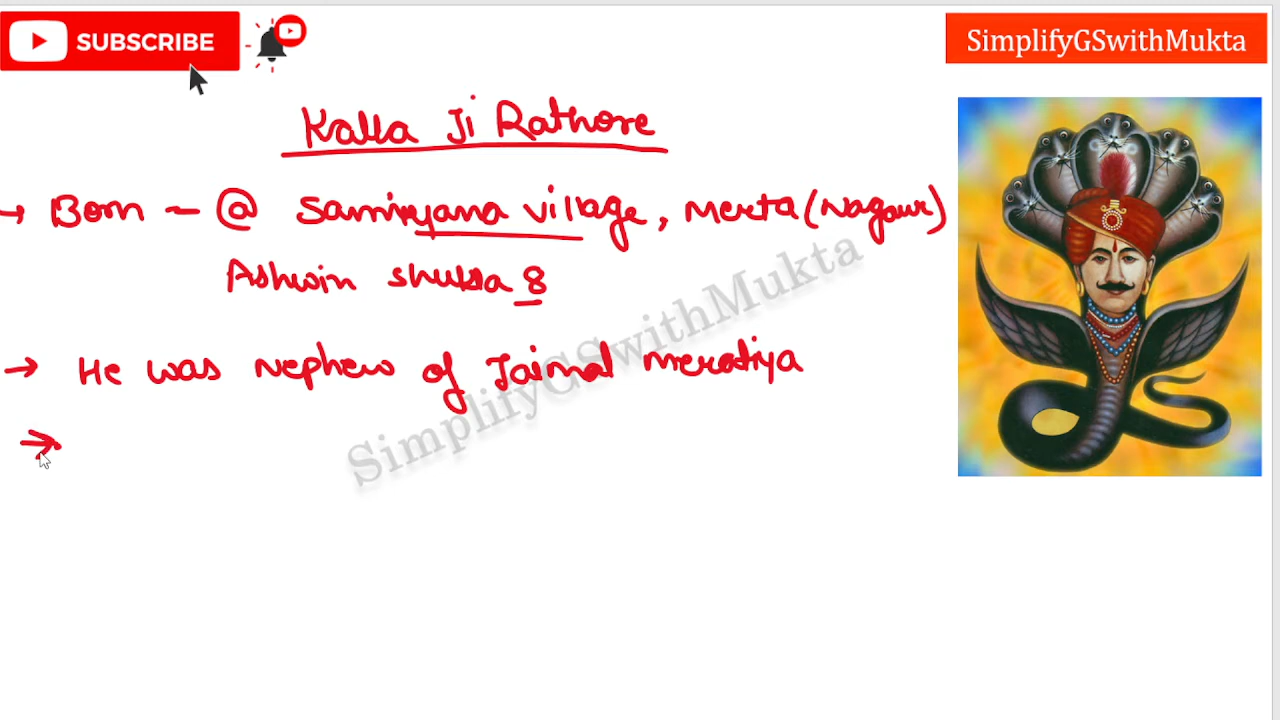 SUBSCRIBE
SimplifyGSwithMukta
Kalla Ji Rathore
→ Born - @ Samiyana village, Merta (Nagaur)
Ashwin shukla 8
→ He was nephew of Jaimal Meratiya
→
SimplifyGSwithMukta